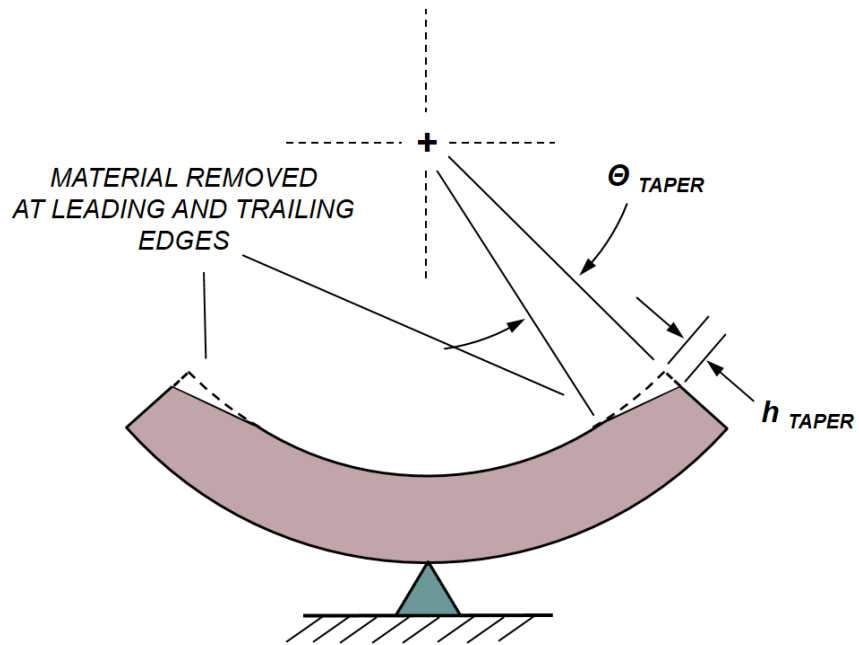 MATERIAL REMOVED
AT LEADING AND TRAILING
EDGES
Θ TAPER
h TAPER